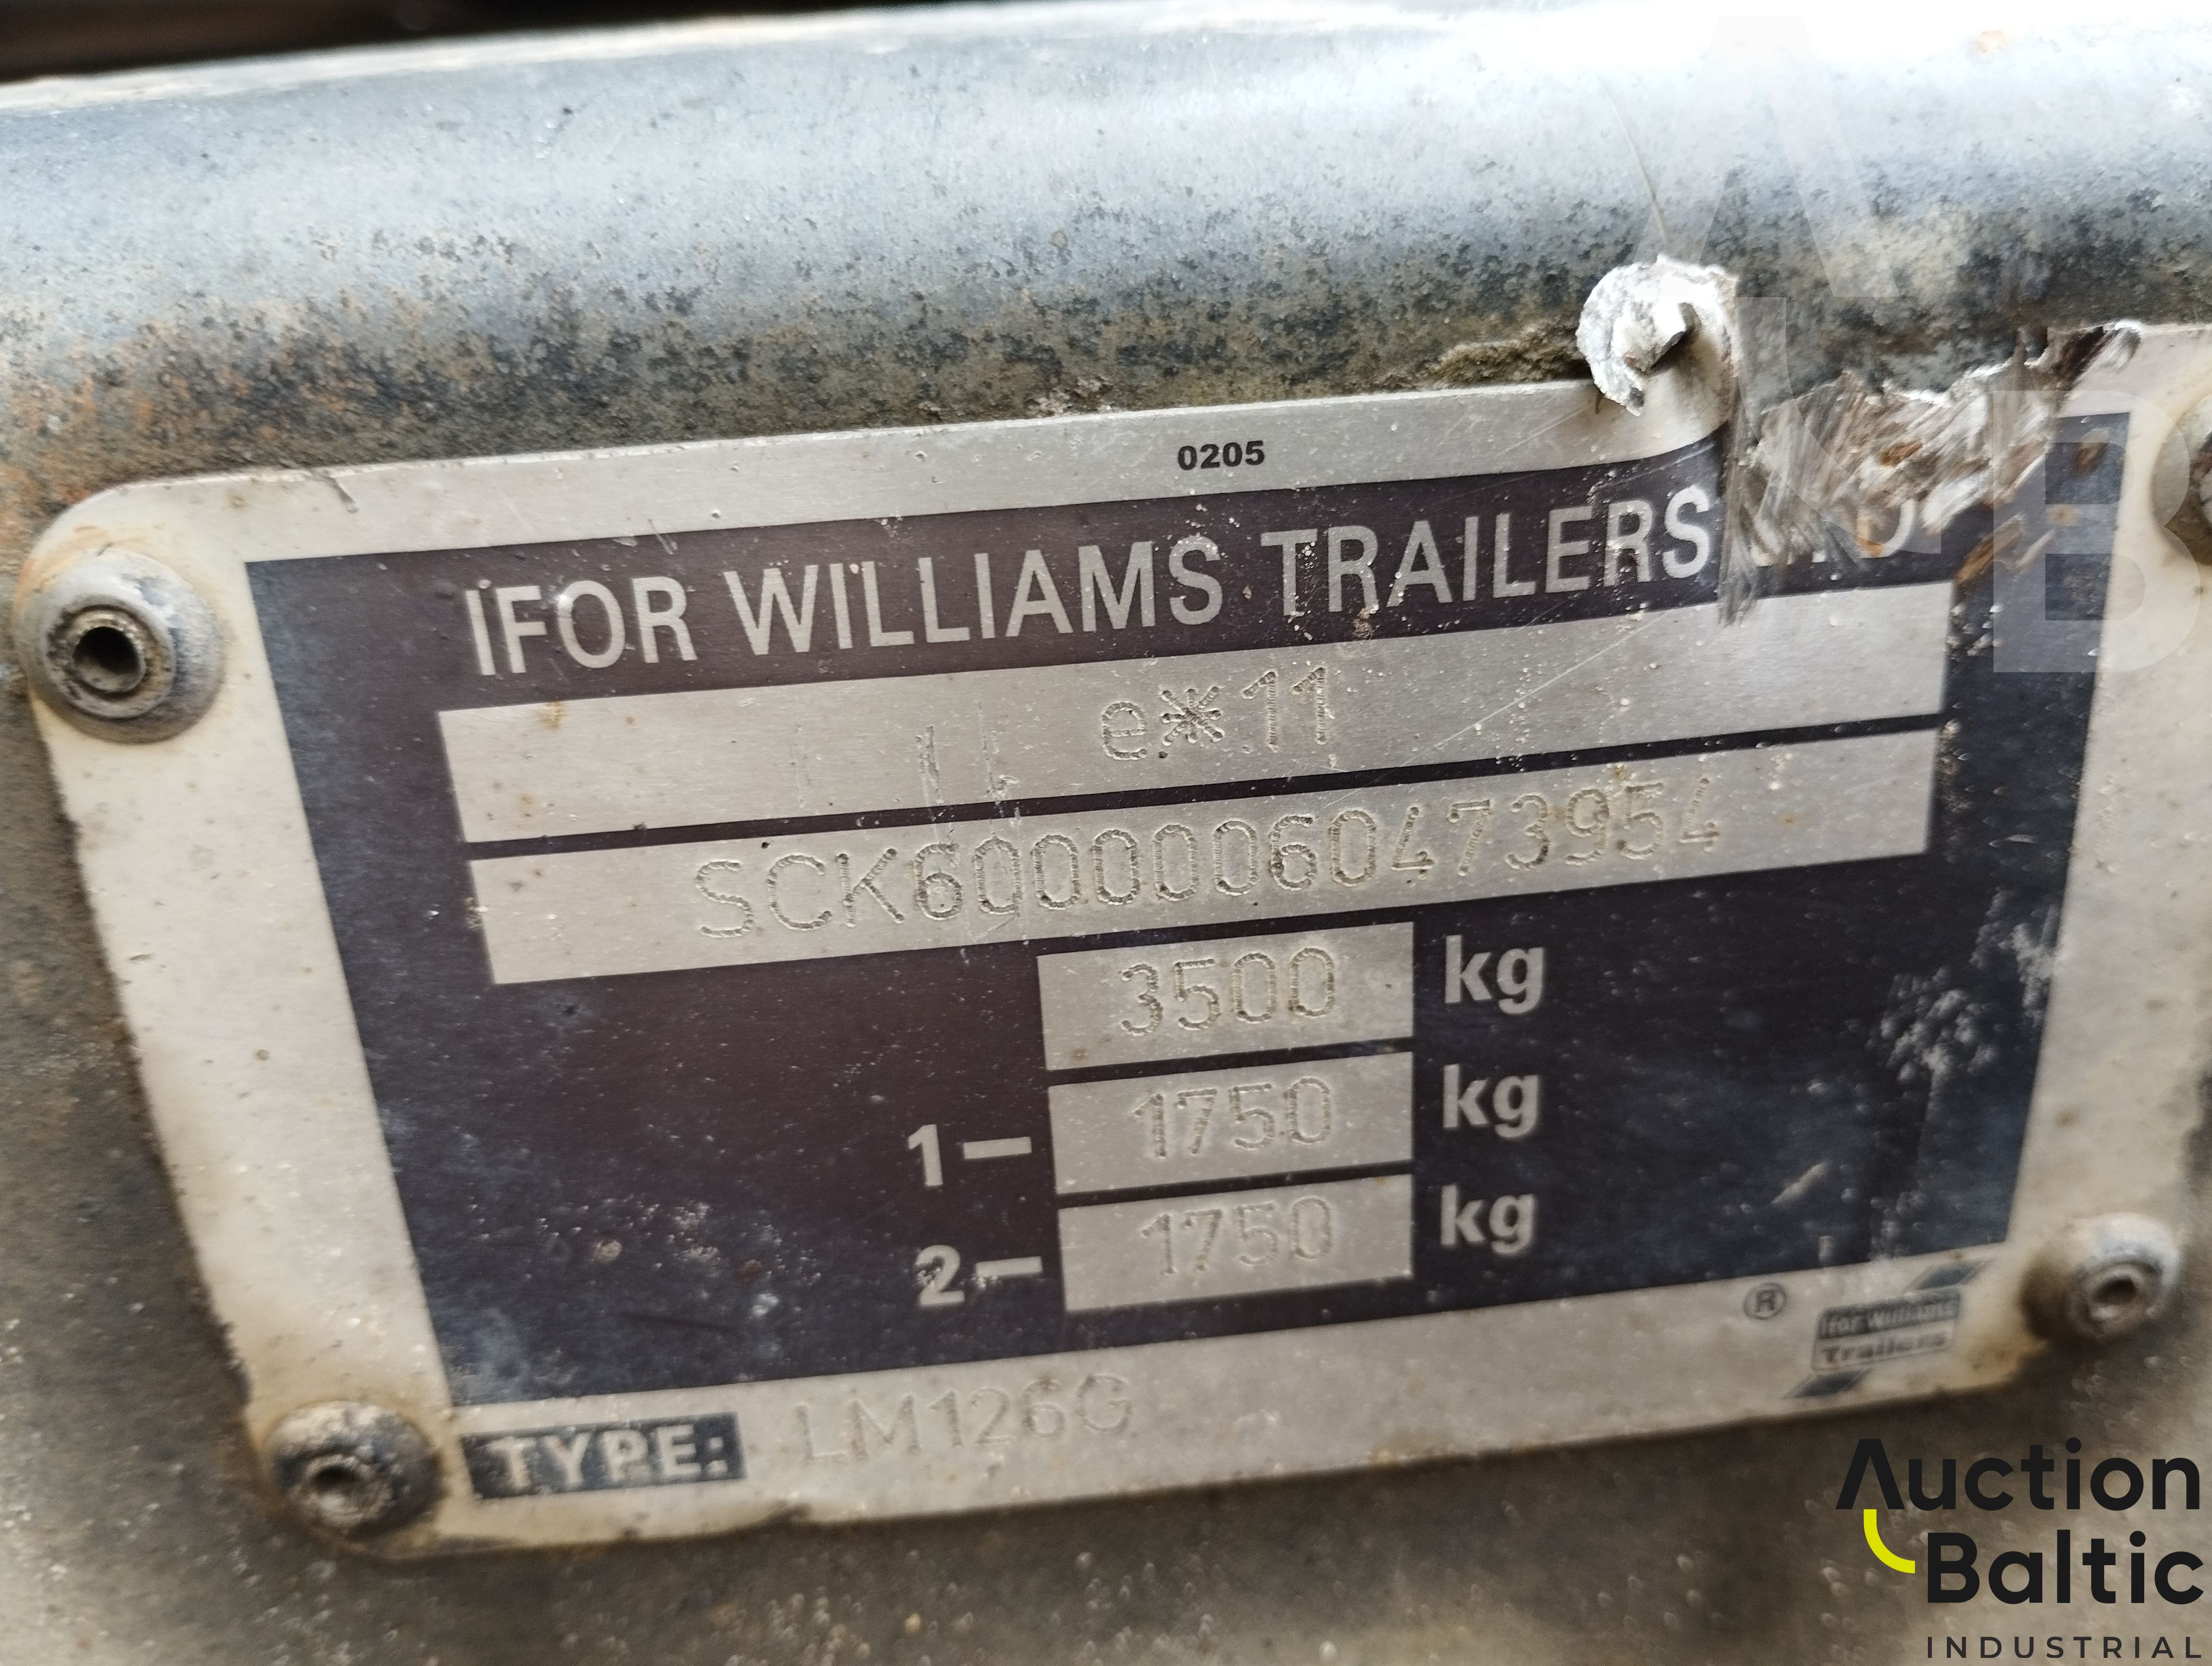 0205
IFOR WILLIAMS TRAILERS
e*11
SCK60000060473954
3500 kg
1- 1750 kg
2- 1750 kg
®
Ifor Williams
Trailers
TYPE: LM126G
Auction
Baltic
INDUSTRIAL